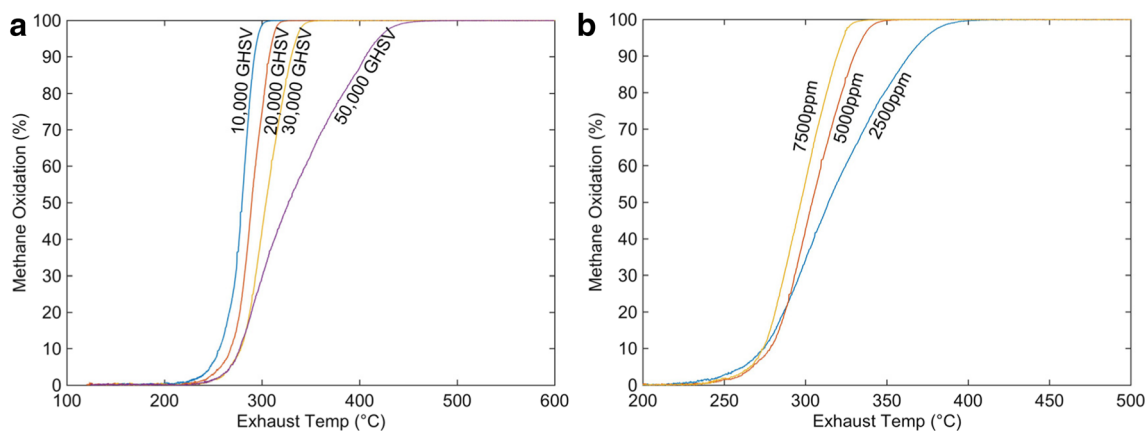 a
100
90
80
70
60
50
40
30
20
10
0
Methane Oxidation (%)
10,000 GHSV
20,000 GHSV
30,000 GHSV
50,000 GHSV
100
200
300
400
500
600
Exhaust Temp (°C)
b
100
90
80
70
60
50
40
30
20
10
0
Methane Oxidation (%)
7500ppm
5000ppm
2500ppm
200
250
300
350
400
450
500
Exhaust Temp (°C)